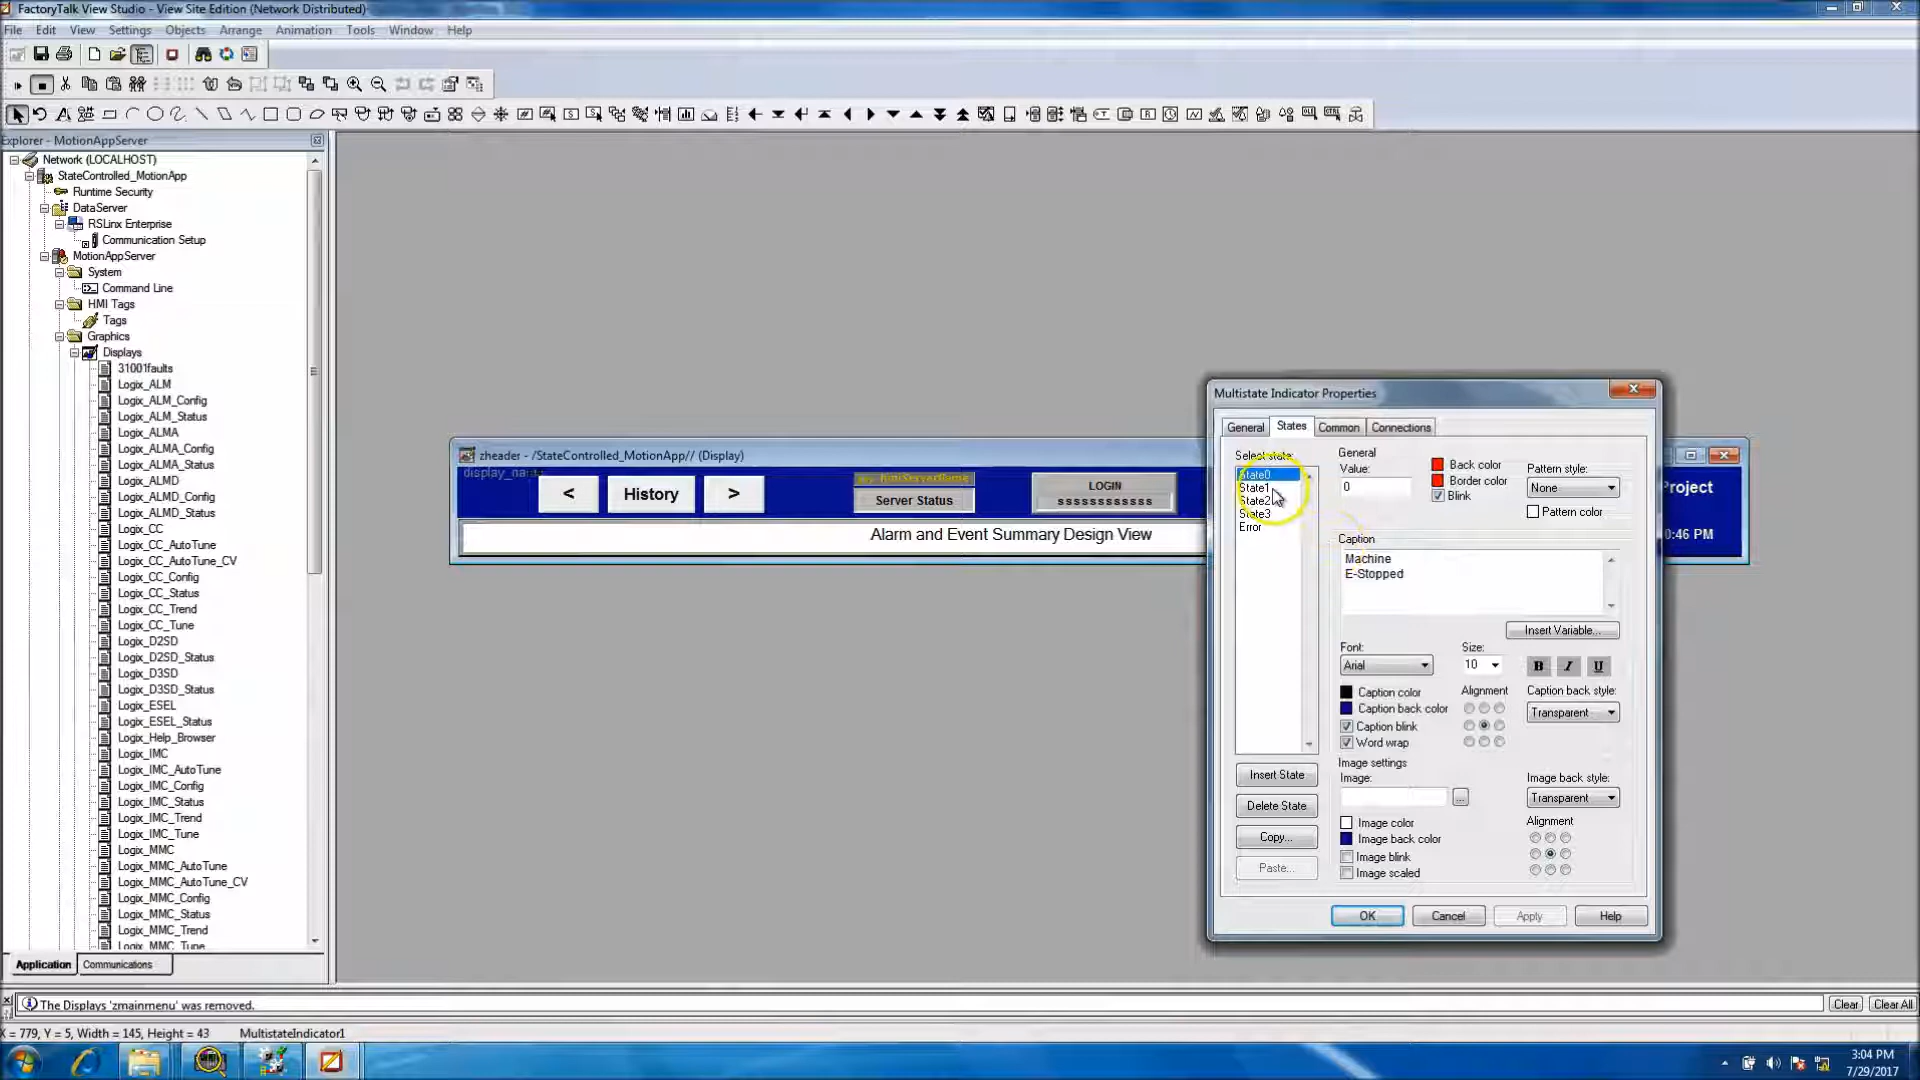 FactoryTalk View Studio - View Site Edition (Network Distributed)
File Edit View Settings Objects Arrange Animation Tools Window Help
Explorer - MotionAppServer
Network (LOCALHOST)
StateControlled_MotionApp
Runtime Security
DataServer
RSLinx Enterprise
Communication Setup
MotionAppServer
System
Command Line
HMI Tags
Tags
Graphics
Displays
31001faults
Logix_ALM
Logix_ALM_Config
Logix_ALM_Status
Logix_ALMA
Logix_ALMA_Config
Logix_ALMA_Status
Logix_ALMD
Logix_ALMD_Config
Logix_ALMD_Status
Logix_CC
Logix_CC_AutoTune
Logix_CC_AutoTune_CV
Logix_CC_Config
Logix_CC_Status
Logix_CC_Trend
Logix_CC_Tune
Logix_D2SD
Logix_D2SD_Status
Logix_D3SD
Logix_D3SD_Status
Logix_ESEL
Logix_ESEL_Status
Logix_Help_Browser
Logix_IMC
Logix_IMC_AutoTune
Logix_IMC_Config
Logix_IMC_Status
Logix_IMC_Trend
Logix_IMC_Tune
Logix_MMC
Logix_MMC_AutoTune
Logix_MMC_AutoTune_CV
Logix_MMC_Config
Logix_MMC_Status
Logix_MMC_Trend
Logix_MMC_Tune
Application Communications
zheader - /StateControlled_MotionApp// (Display)
display_name
< History >
Server Status
LOGIN
ssssssssssss
Project
0:46 PM
Alarm and Event Summary Design View
Multistate Indicator Properties
General States Common Connections
Select state:
State0
State1
State2
State3
Error
Insert State
Delete State
Copy...
Paste...
General
Value:
0
Back color
Border color
Blink
Pattern style:
None
Pattern color
Caption
Machine
E-Stopped
Insert Variable...
Font:
Arial
Size:
10
B I U
Caption color
Caption back color
Caption blink
Word wrap
Alignment
Caption back style:
Transparent
Image settings
Image:
...
Image back style:
Transparent
Image color
Image back color
Image blink
Image scaled
Alignment
OK Cancel Apply Help
The Displays 'zmainmenu' was removed.
Clear Clear All
X = 779, Y = 5, Width = 145, Height = 43 MultistateIndicator1
3:04 PM
7/29/2017